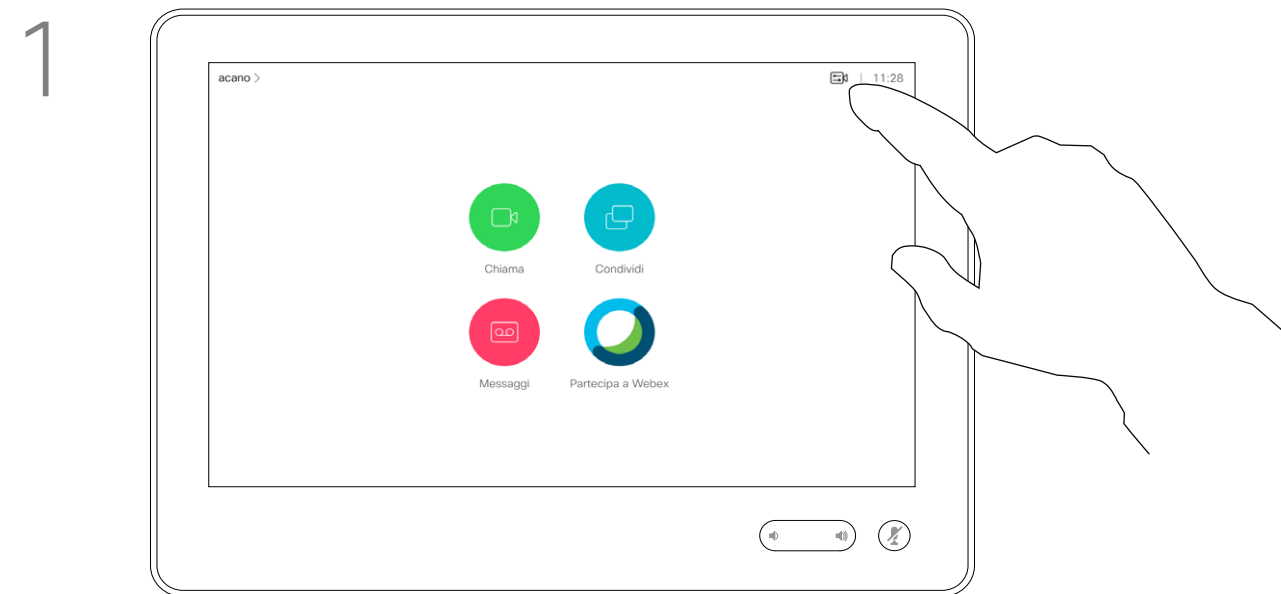 1
acano >
11:28
Chiama
Condividi
Messaggi
Partecipa a Webex